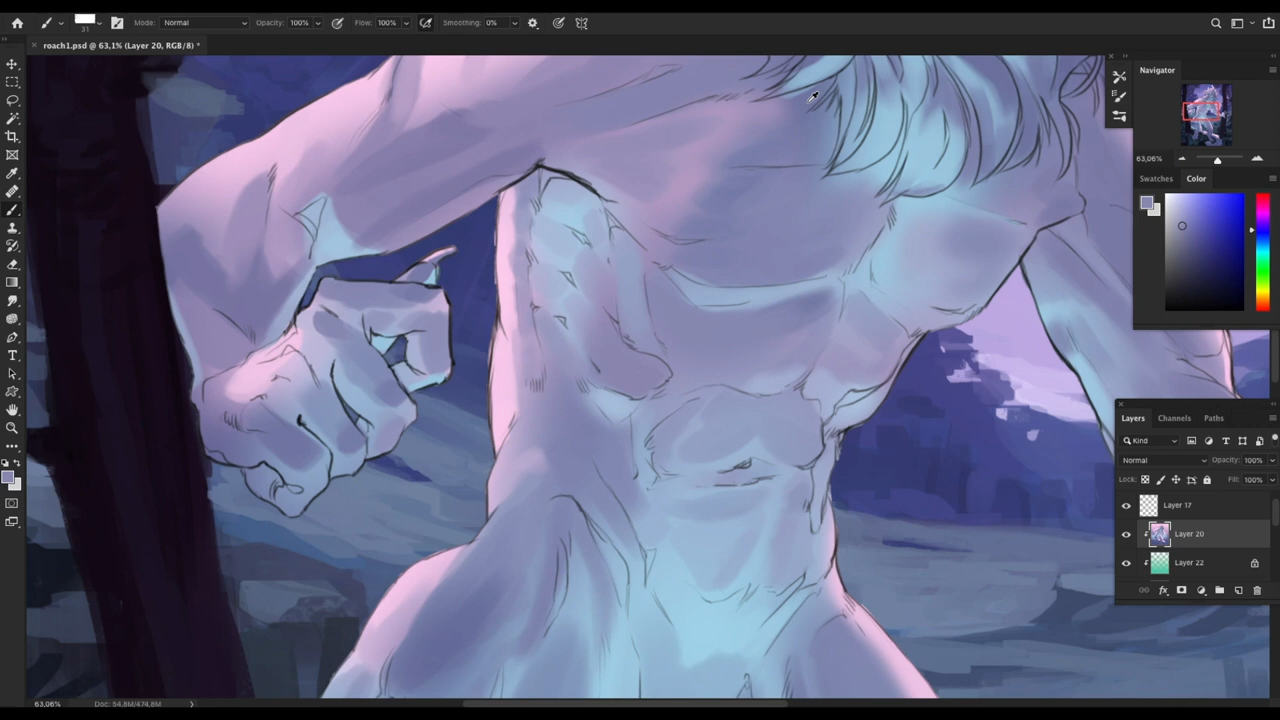 31 Mode: Normal Opacity: 100% Flow: 100% Smoothing: 0%
× roach1.psd @ 63,1% (Layer 20, RGB/8) *
Navigator
63,06%
Swatches Color
Layers Channels Paths
Kind
Normal Opacity: 100%
Lock: Fill: 100%
Layer 17
Layer 20
Layer 22
fx
63,06% Doc: 54,8M/474,8M